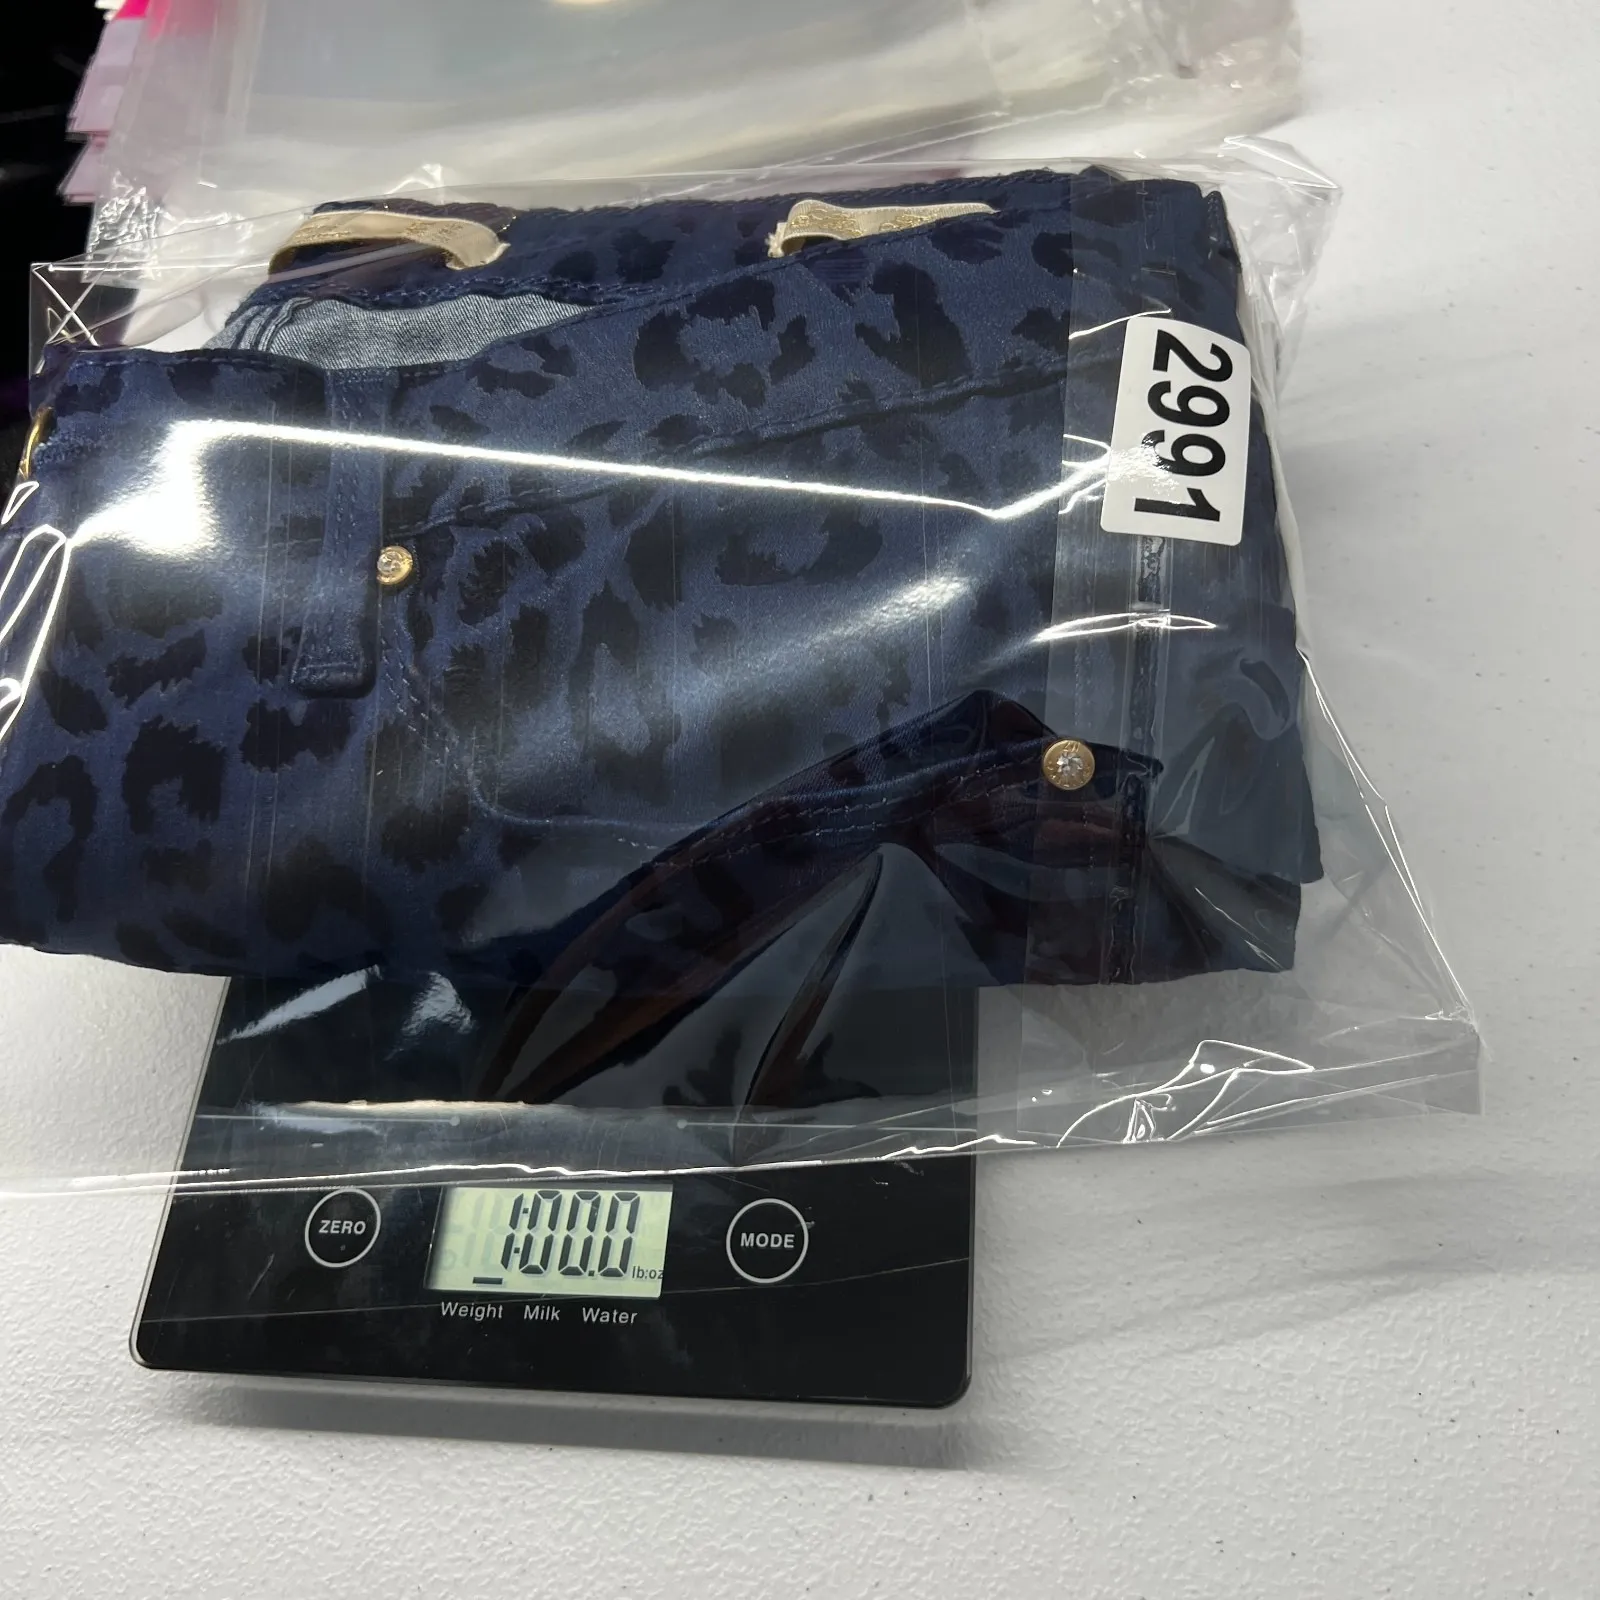 2991
ZERO
1:00.0 lb:oz
MODE
Weight Milk Water